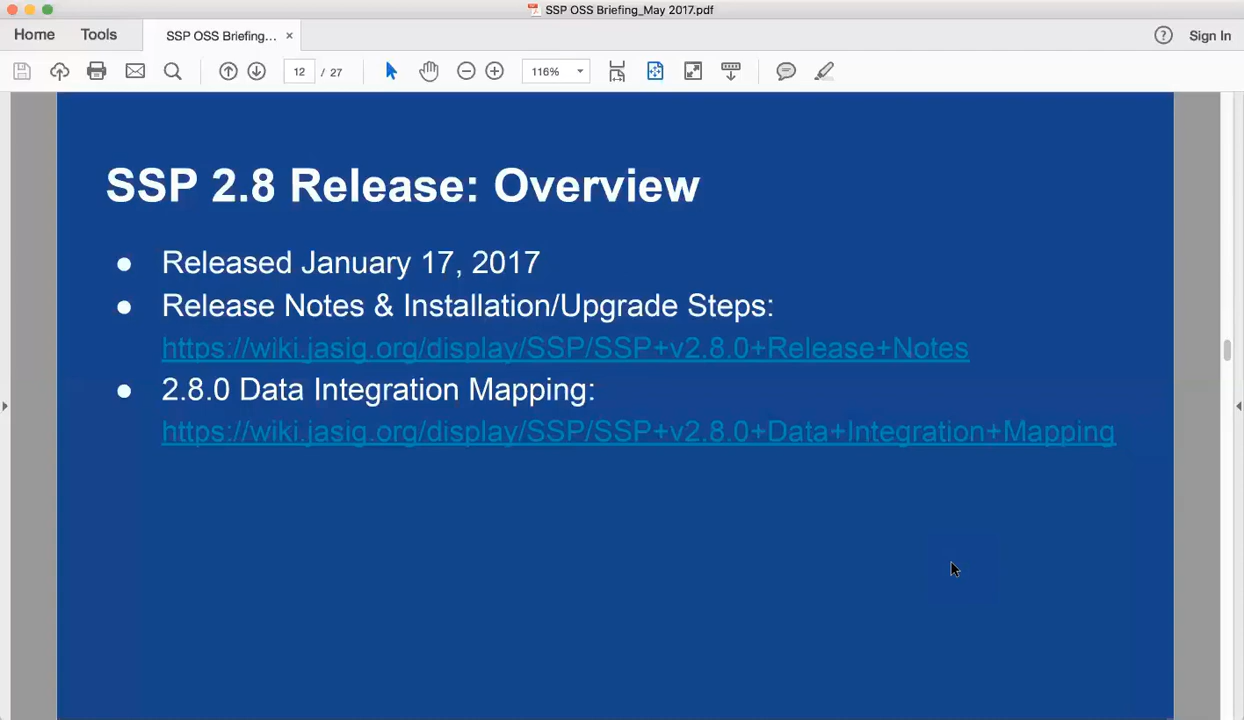 SSP OSS Briefing_May 2017.pdf
Home Tools SSP OSS Briefing... × ? Sign In
12 / 27 116%
SSP 2.8 Release: Overview
● Released January 17, 2017
● Release Notes & Installation/Upgrade Steps:
https://wiki.jasig.org/display/SSP/SSP+v2.8.0+Release+Notes
● 2.8.0 Data Integration Mapping:
https://wiki.jasig.org/display/SSP/SSP+v2.8.0+Data+Integration+Mapping